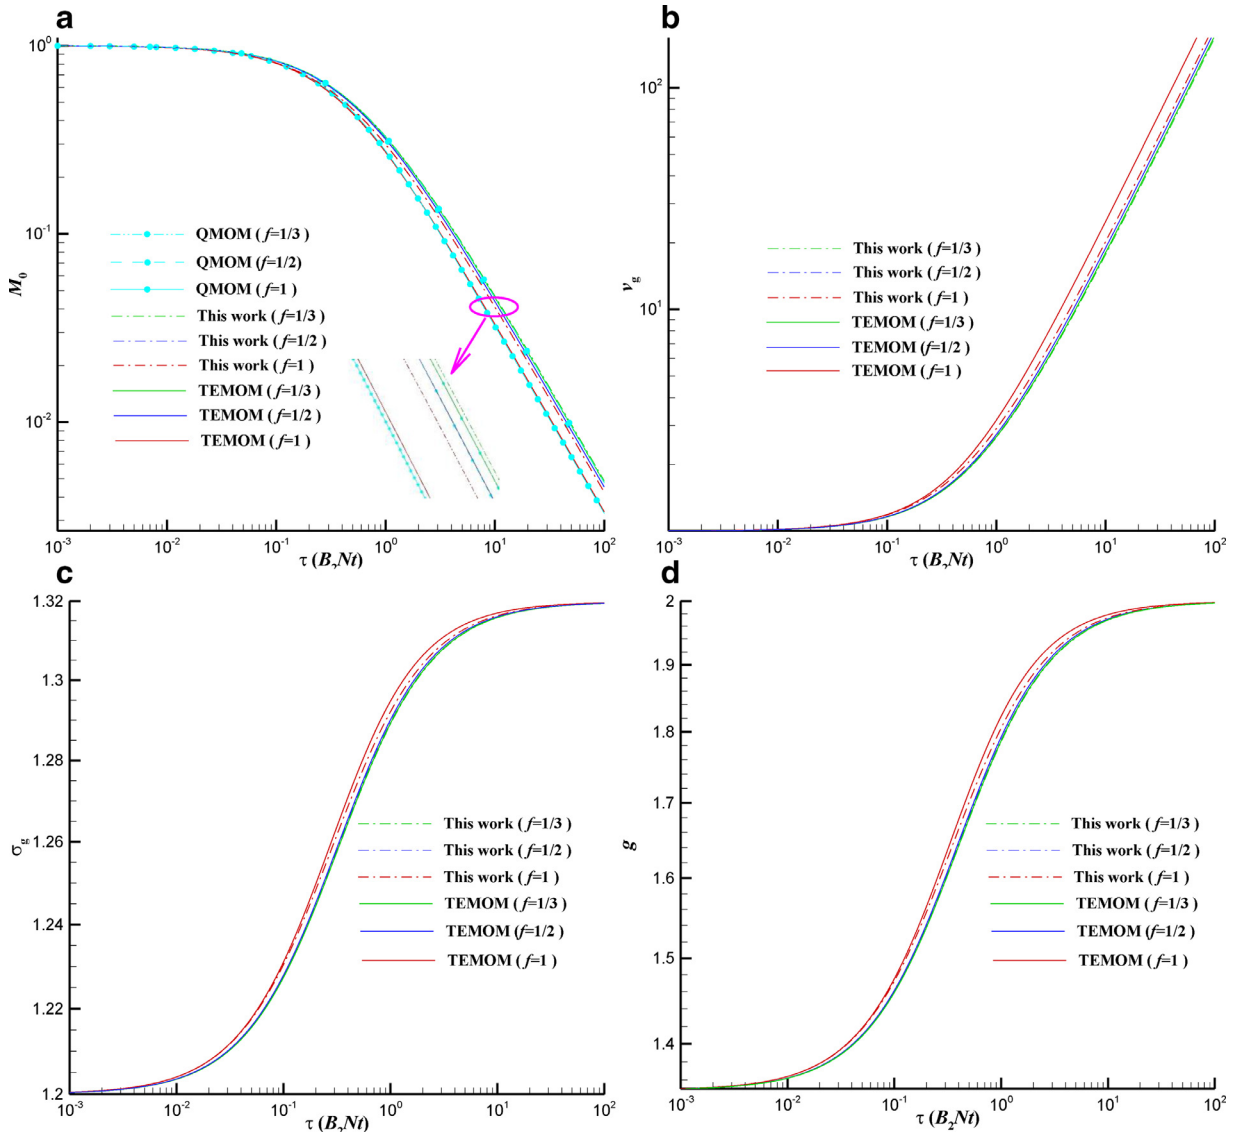 a
10⁰
10⁻¹
10⁻²
M₀
QMOM ( f=1/3 )
QMOM (f=1/2)
QMOM ( f=1 )
This work ( f=1/3 )
This work ( f=1/2 )
This work ( f=1 )
TEMOM ( f=1/3 )
TEMOM ( f=1/2 )
TEMOM ( f=1 )
10⁻³ 10⁻² 10⁻¹ 10⁰ 10¹ 10²
τ (B₂Nt)
b
10²
10¹
v_g
This work ( f=1/3 )
This work ( f=1/2 )
This work ( f=1 )
TEMOM ( f=1/3 )
TEMOM ( f=1/2 )
TEMOM ( f=1 )
10⁻³ 10⁻² 10⁻¹ 10⁰ 10¹ 10²
τ (B₂Nt)
c
1.32
1.3
1.28
1.26
1.24
1.22
1.2
σ_g
This work ( f=1/3 )
This work ( f=1/2 )
This work ( f=1 )
TEMOM ( f=1/3 )
TEMOM (f=1/2 )
TEMOM ( f=1 )
10⁻³ 10⁻² 10⁻¹ 10⁰ 10¹ 10²
τ (B₂Nt)
d
2
1.9
1.8
1.7
1.6
1.5
1.4
g
This work ( f=1/3 )
This work ( f=1/2 )
This work ( f=1 )
TEMOM ( f=1/3 )
TEMOM ( f=1/2 )
TEMOM ( f=1 )
10⁻³ 10⁻² 10⁻¹ 10⁰ 10¹ 10²
τ (B₂Nt)